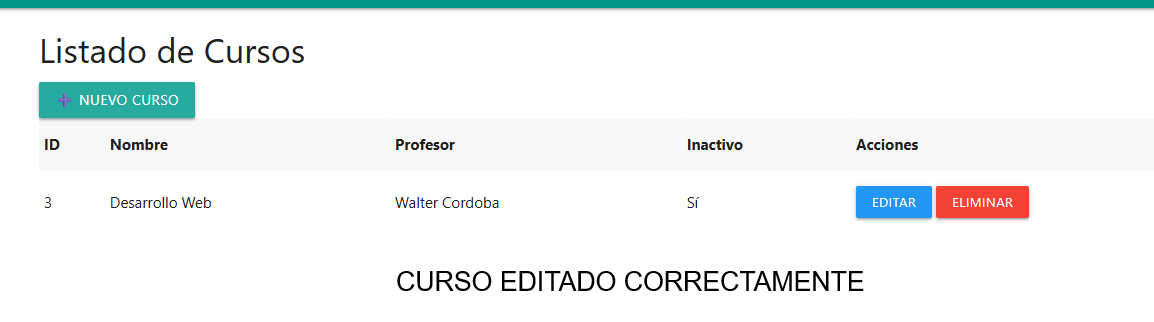 Listado de Cursos
➕ NUEVO CURSO
ID Nombre Profesor Inactivo Acciones
3 Desarrollo Web Walter Cordoba Sí EDITAR ELIMINAR
CURSO EDITADO CORRECTAMENTE